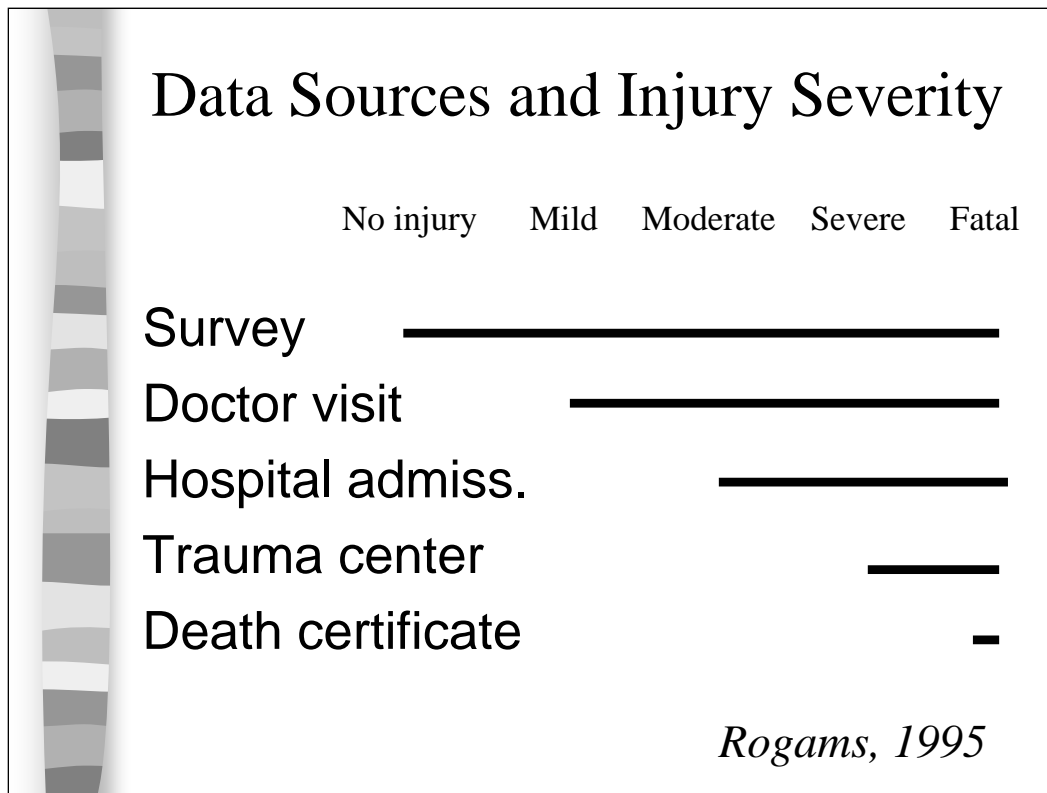 Data Sources and Injury Severity
No injury Mild Moderate Severe Fatal
Survey
Doctor visit
Hospital admiss.
Trauma center
Death certificate
Rogams, 1995